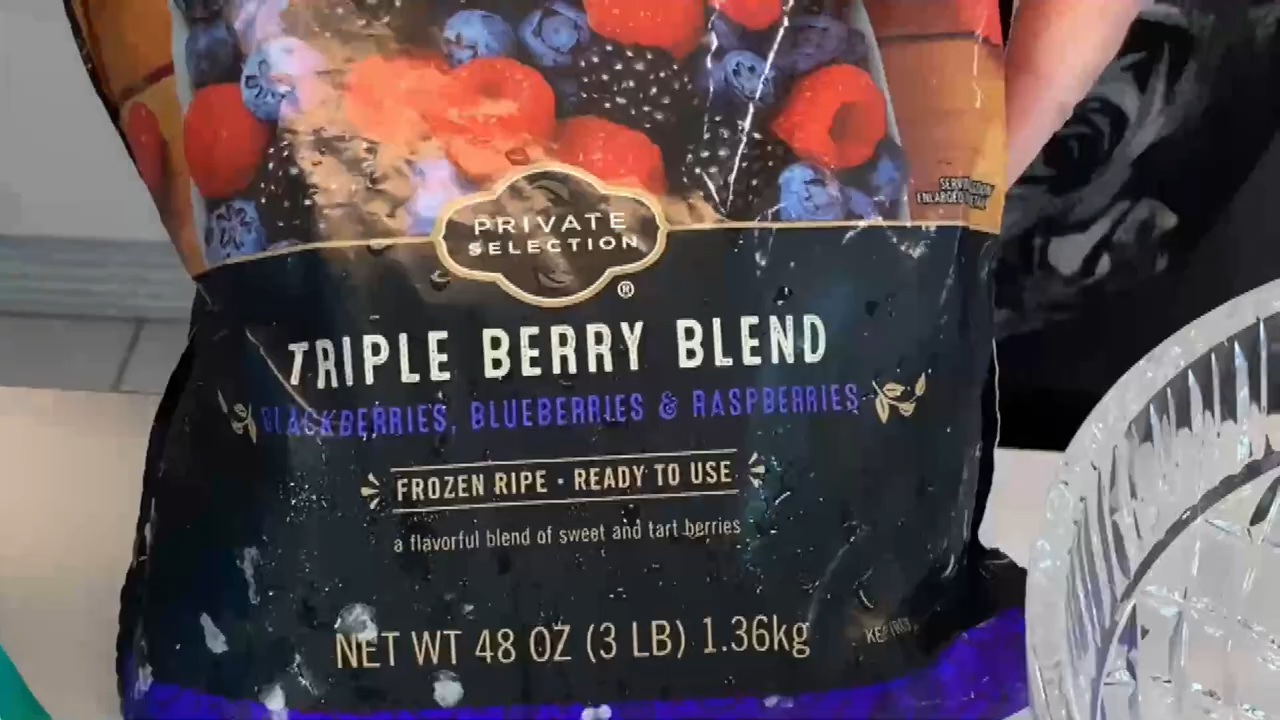 ENLARGED
PRIVATE
SELECTION
®
TRIPLE BERRY BLEND
BLACKBERRIES, BLUEBERRIES & RASPBERRIES
FROZEN RIPE • READY TO USE
a flavorful blend of sweet and tart berries
NET WT 48 OZ (3 LB) 1.36kg